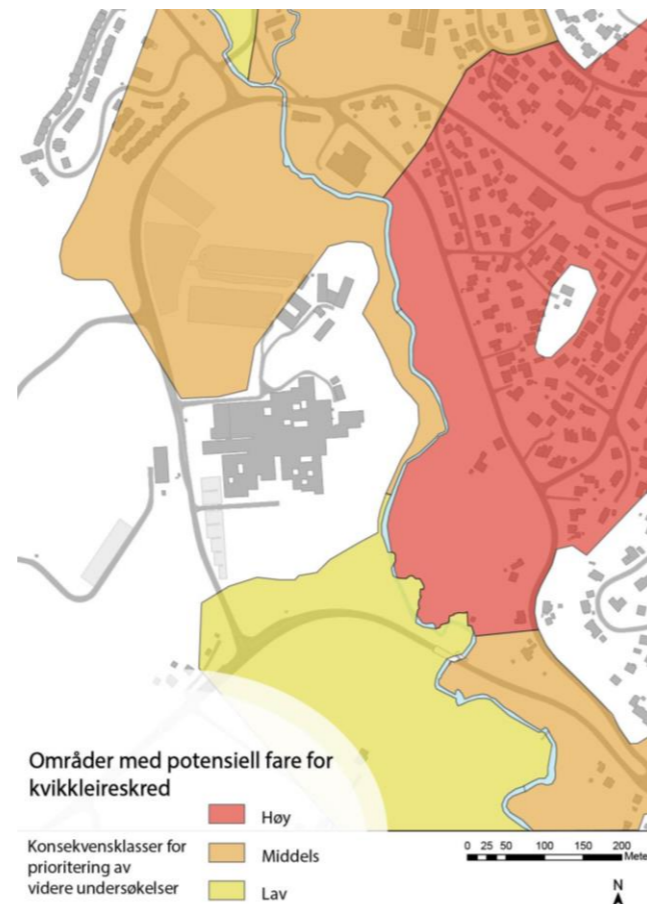 Områder med potensiell fare for
kvikkleireskred
Høy
Konsekvensklasser for
prioritering av
videre undersøkelser
Middels
Lav
0 25 50 100 150 200
Mete
N